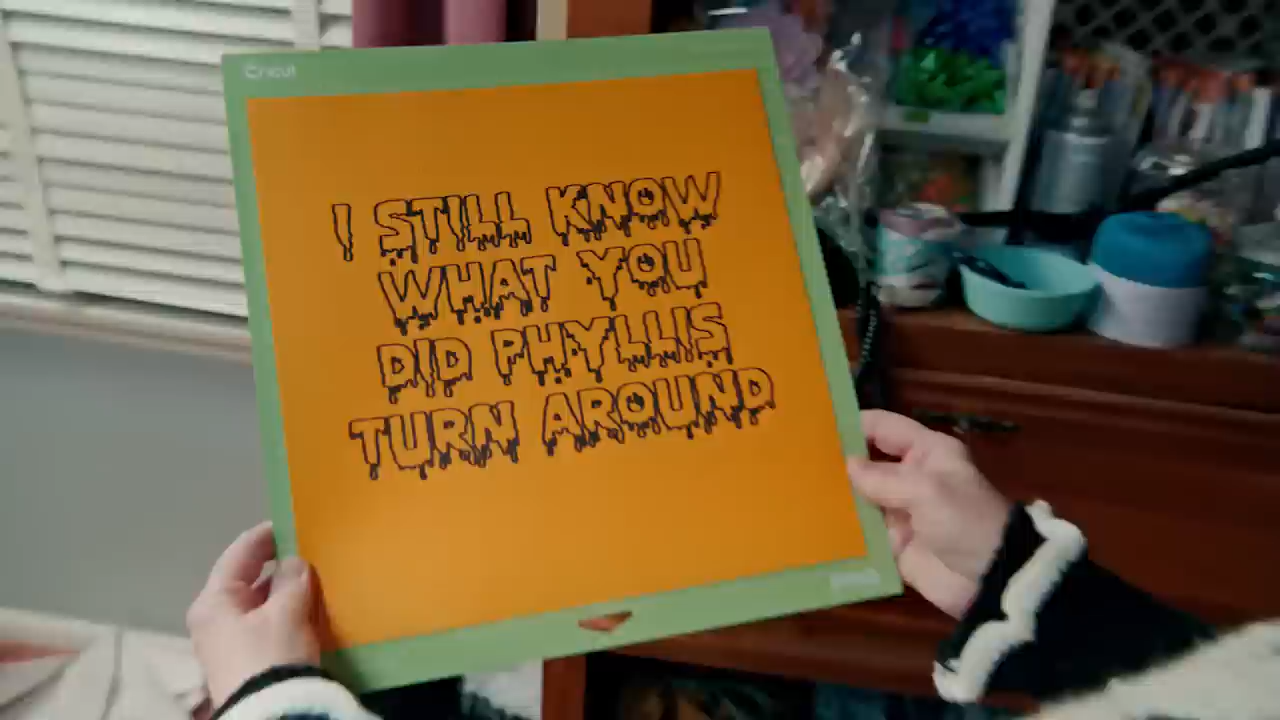 Cricut
I STILL KNOW
WHAT YOU
DID PHYLLIS
TURN AROUND